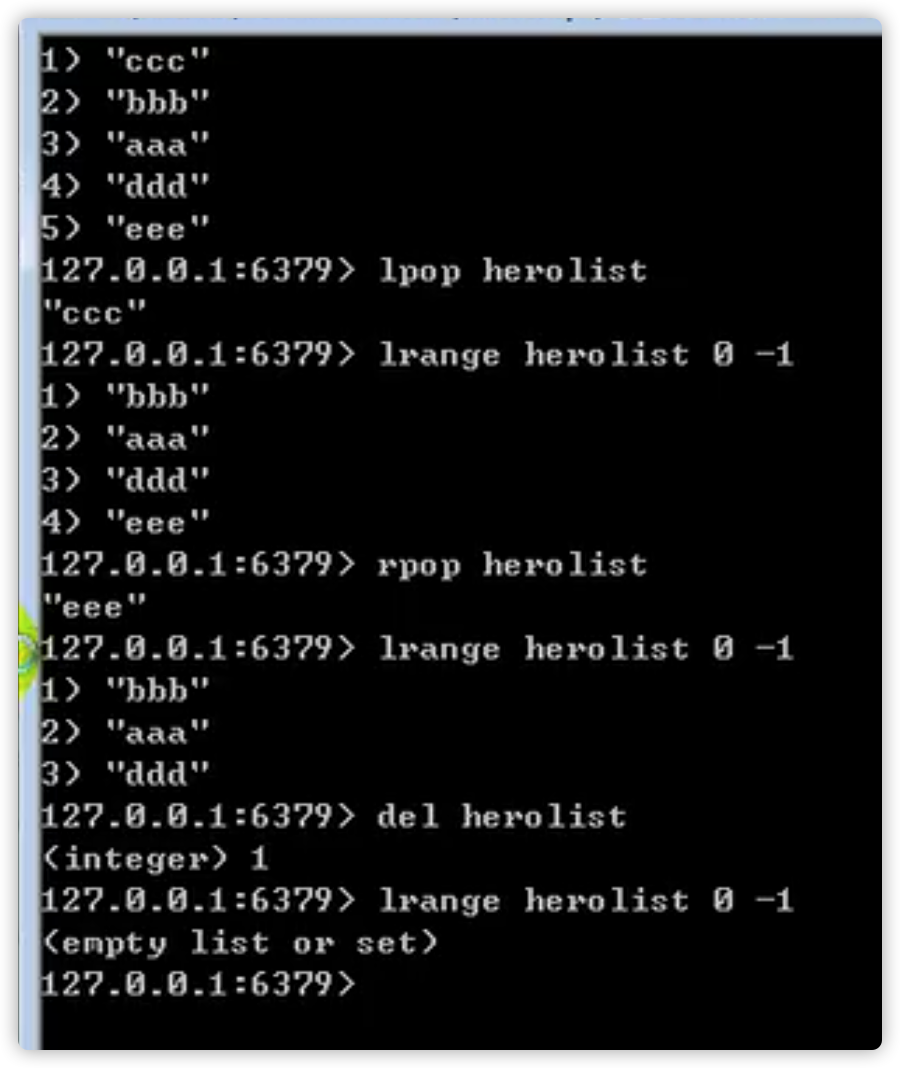 1) "ccc"
2) "bbb"
3) "aaa"
4) "ddd"
5) "eee"
127.0.0.1:6379> lpop herolist
"ccc"
127.0.0.1:6379> lrange herolist 0 -1
1) "bbb"
2) "aaa"
3) "ddd"
4) "eee"
127.0.0.1:6379> rpop herolist
"eee"
127.0.0.1:6379> lrange herolist 0 -1
1) "bbb"
2) "aaa"
3) "ddd"
127.0.0.1:6379> del herolist
(integer) 1
127.0.0.1:6379> lrange herolist 0 -1
(empty list or set)
127.0.0.1:6379>